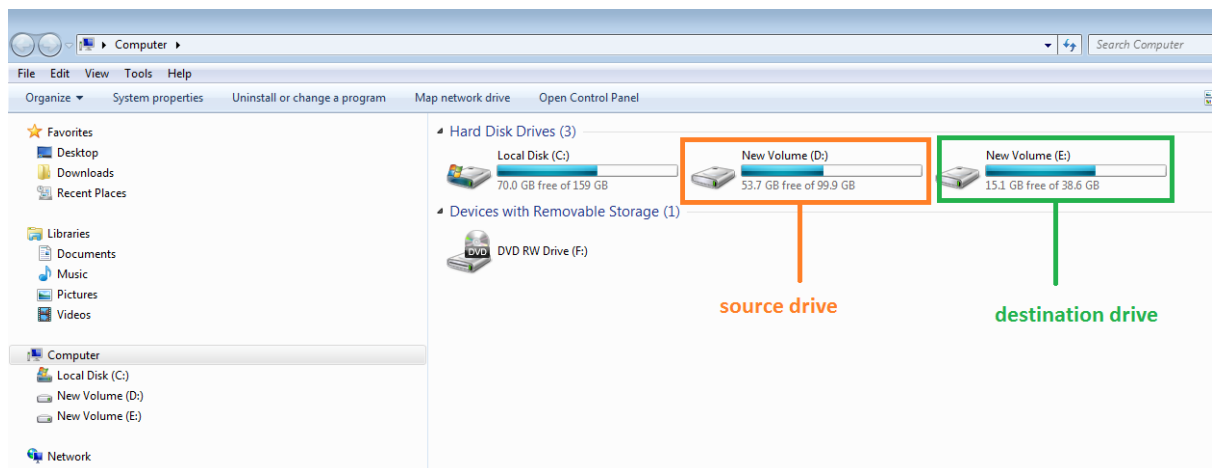 Computer
Search Computer
File Edit View Tools Help
Organize System properties Uninstall or change a program Map network drive Open Control Panel
Favorites
Desktop
Downloads
Recent Places
Libraries
Documents
Music
Pictures
Videos
Computer
Local Disk (C:)
New Volume (D:)
New Volume (E:)
Network
Hard Disk Drives (3)
Local Disk (C:)
70.0 GB free of 159 GB
New Volume (D:)
53.7 GB free of 99.9 GB
New Volume (E:)
15.1 GB free of 38.6 GB
Devices with Removable Storage (1)
DVD
DVD RW Drive (F:)
source drive
destination drive